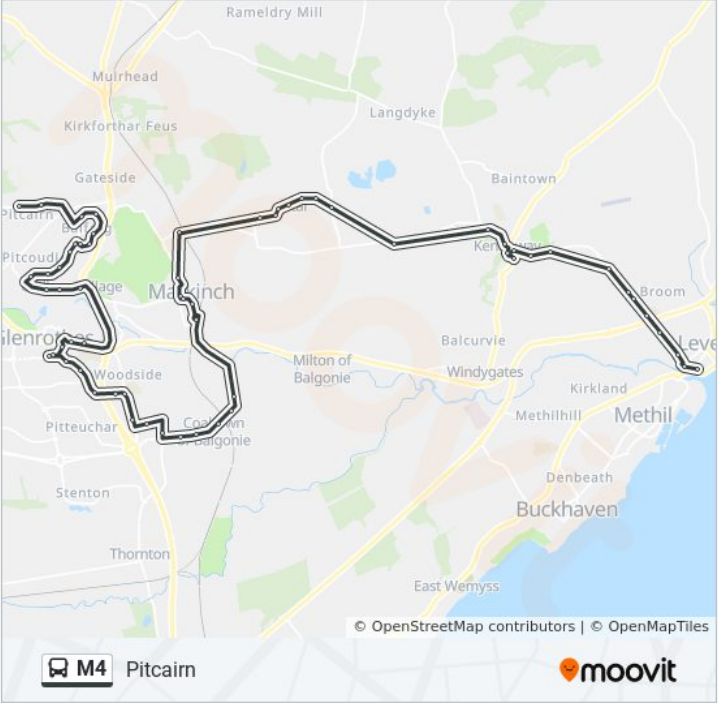 Rameldry Mill
Muirhead
Langdyke
Kirkforthar Feus
Gateside
Baintown
Pitcairn
Kennoway
Markinch
Broom
Glenrothes
Balcurvie
Leve
Milton of
Balgonie
Woodside
Windygates
Kirkland
Methilhill
Methil
Pitteuchar
Coaltown
of Balgonie
Denbeath
Stenton
Buckhaven
Thornton
East Wemyss
© OpenStreetMap contributors | © OpenMapTiles
M4 Pitcairn
moovit